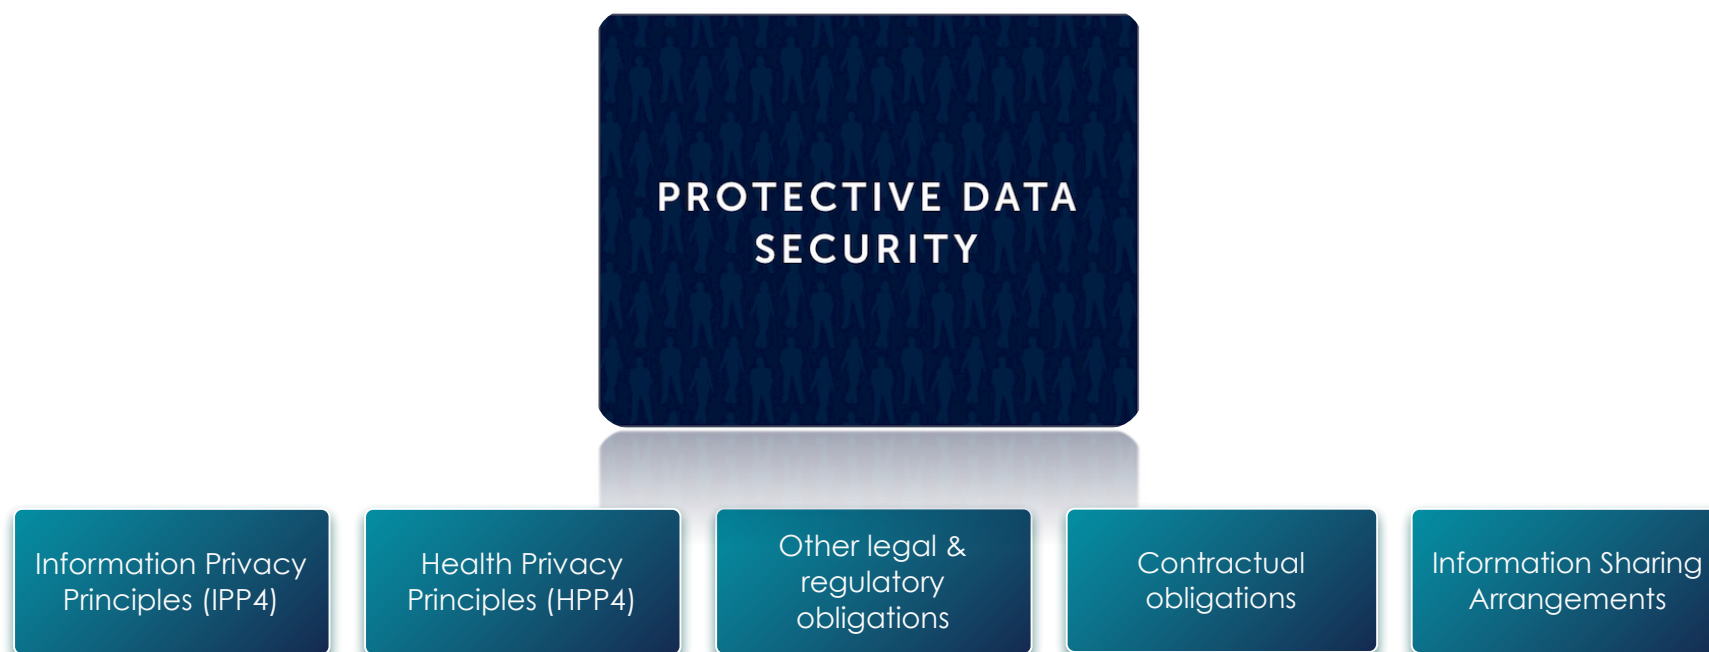 PROTECTIVE DATA
SECURITY
Information Privacy
Principles (IPP4)
Health Privacy
Principles (HPP4)
Other legal &
regulatory
obligations
Contractual
obligations
Information Sharing
Arrangements